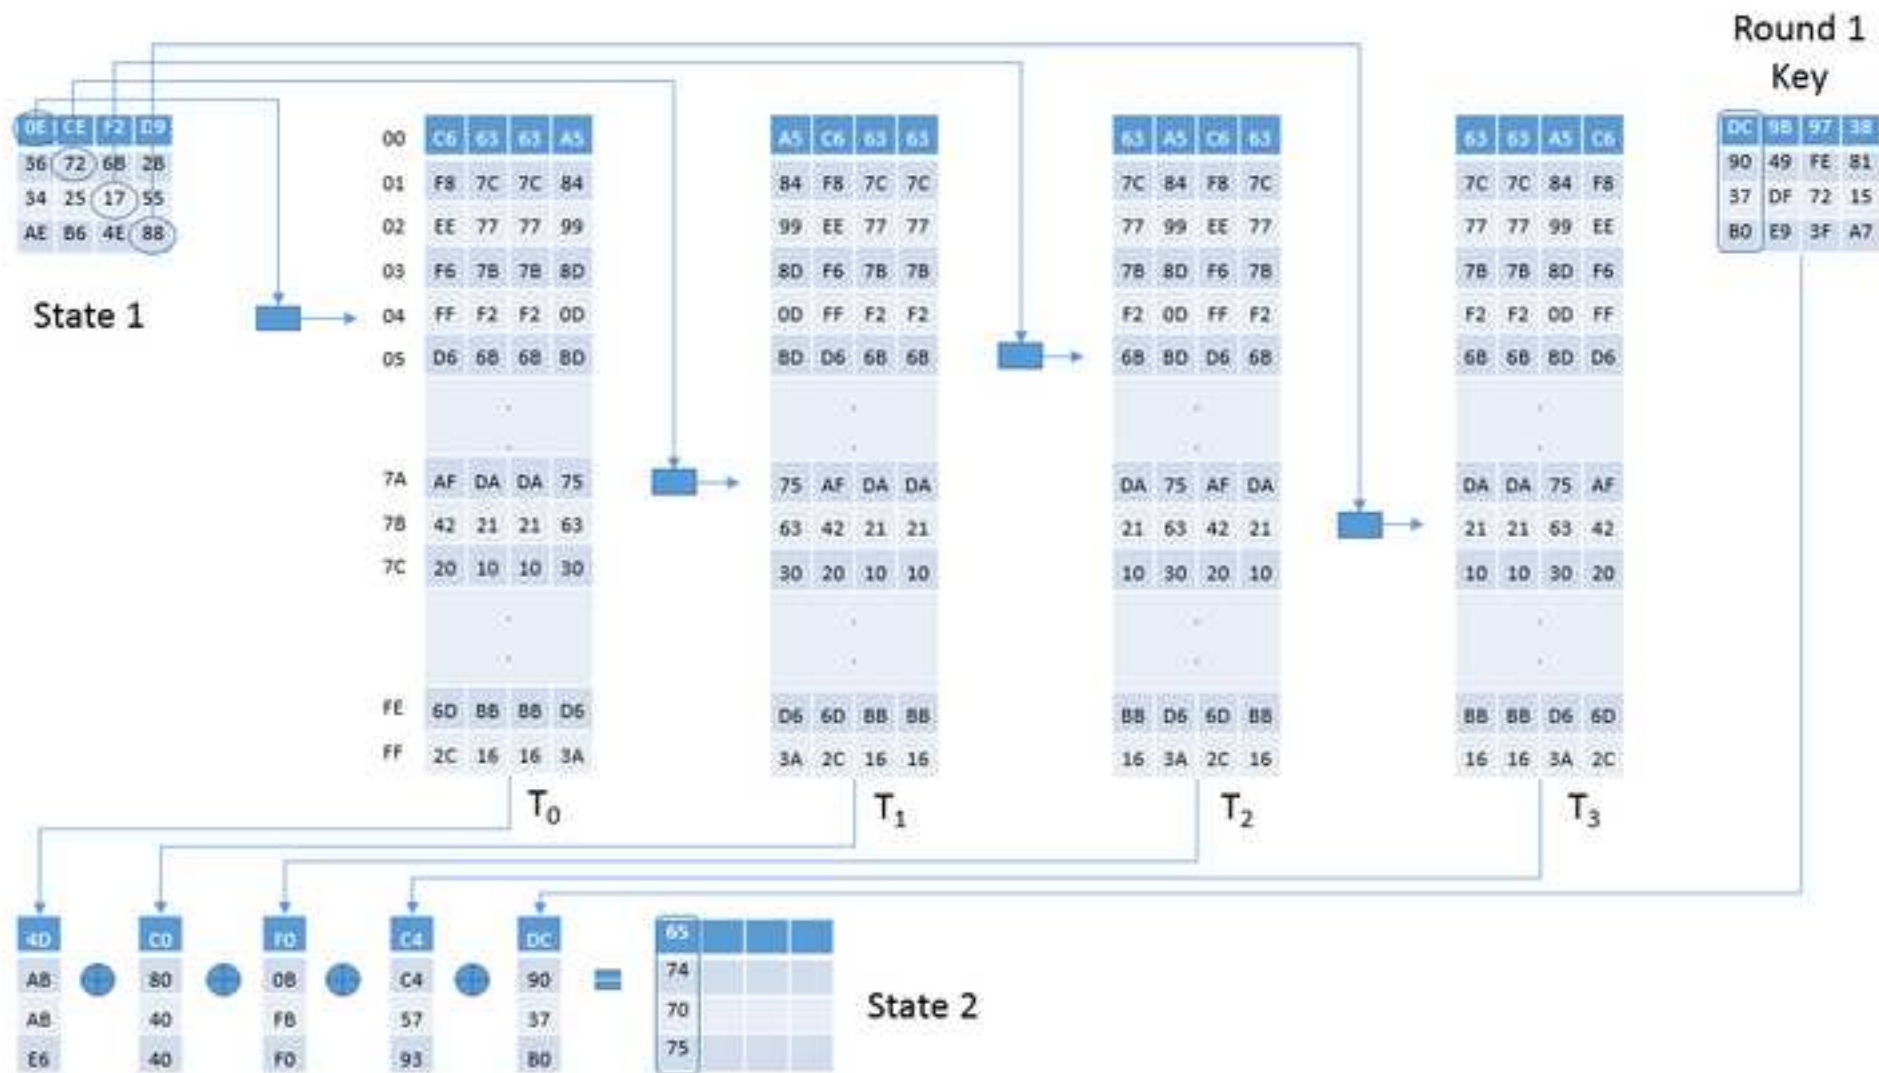 Round 1
Key
0E CE F2 D9
36 72 6B 2B
34 25 17 55
AE B6 4E 88
State 1
00 C6 63 63 A5
01 F8 7C 7C 84
02 EE 77 77 99
03 F6 7B 7B 8D
04 FF F2 F2 0D
05 D6 6B 6B BD
7A AF DA DA 75
7B 42 21 21 63
7C 20 10 10 30
FE 6D BB BB D6
FF 2C 16 16 3A
T0
A5 C6 63 63
84 F8 7C 7C
99 EE 77 77
8D F6 7B 7B
0D FF F2 F2
BD D6 6B 6B
75 AF DA DA
63 42 21 21
30 20 10 10
D6 6D BB BB
3A 2C 16 16
T1
63 A5 C6 63
7C 84 F8 7C
77 99 EE 77
7B 8D F6 7B
F2 0D FF F2
6B BD D6 6B
DA 75 AF DA
21 63 42 21
10 30 20 10
BB D6 6D BB
16 3A 2C 16
T2
63 63 A5 C6
7C 7C 84 F8
77 77 99 EE
7B 7B 8D F6
F2 F2 0D FF
6B 6B BD D6
DA DA 75 AF
21 21 63 42
10 10 30 20
BB BB D6 6D
16 16 3A 2C
T3
DC 9B 97 38
90 49 FE 81
37 DF 72 15
B0 E9 3F A7
4D C0 F0 C4 DC 65
AB 80 0B C4 90 = 74
AB 40 FB 57 37 70
E6 40 F0 93 B0 75
State 2